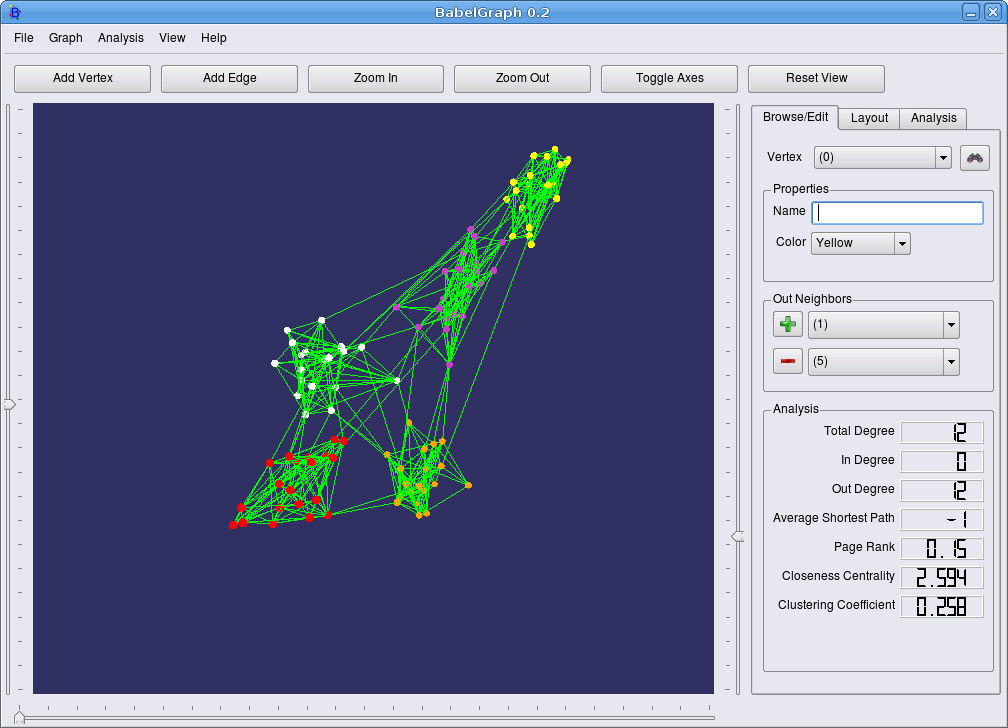 BabelGraph 0.2
File Graph Analysis View Help
Add Vertex Add Edge Zoom In Zoom Out Toggle Axes Reset View
Browse/Edit Layout Analysis
Vertex (0)
Properties
Name
Color Yellow
Out Neighbors
(1)
(5)
Analysis
Total Degree 12
In Degree 0
Out Degree 12
Average Shortest Path -1
Page Rank 0.15
Closeness Centrality 2.594
Clustering Coefficient 0.258